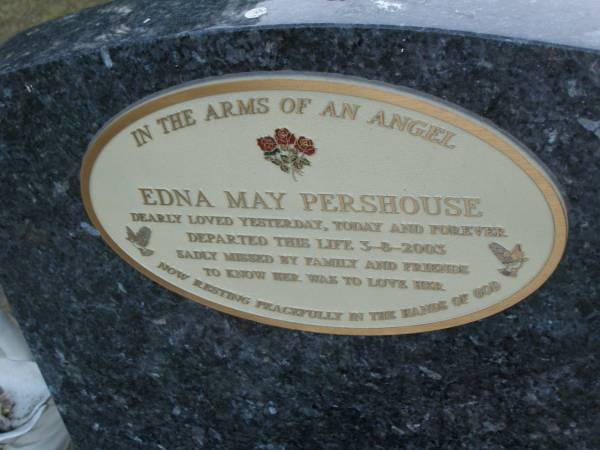 IN THE ARMS OF AN ANGEL
EDNA MAY PERSHOUSE
DEARLY LOVED YESTERDAY, TODAY AND FOREVER
DEPARTED THIS LIFE 3-8-2003
SADLY MISSED BY FAMILY AND FRIENDS
TO KNOW HER WAS TO LOVE HER
NOW RESTING PEACEFULLY IN THE HANDS OF GOD